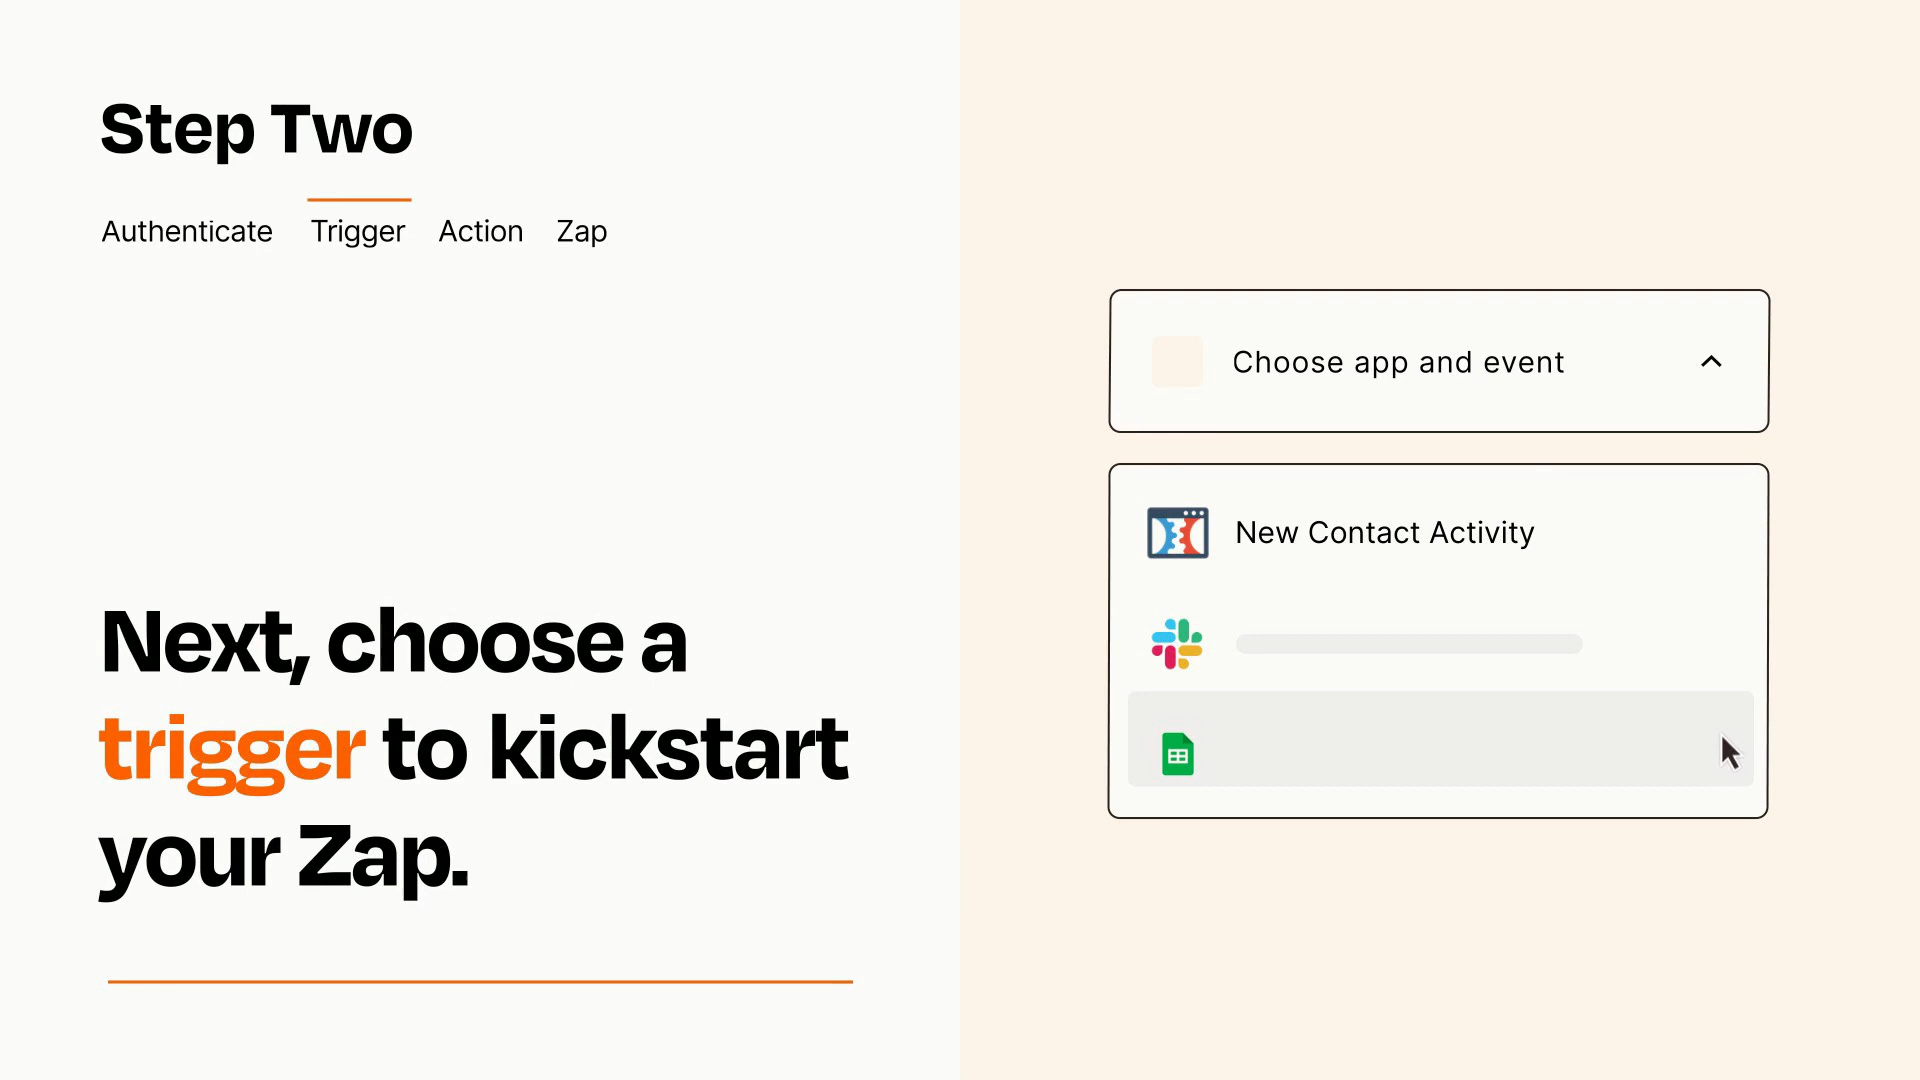 Step Two
Authenticate Trigger Action Zap
Next, choose a
trigger to kickstart
your Zap.
Choose app and event
New Contact Activity